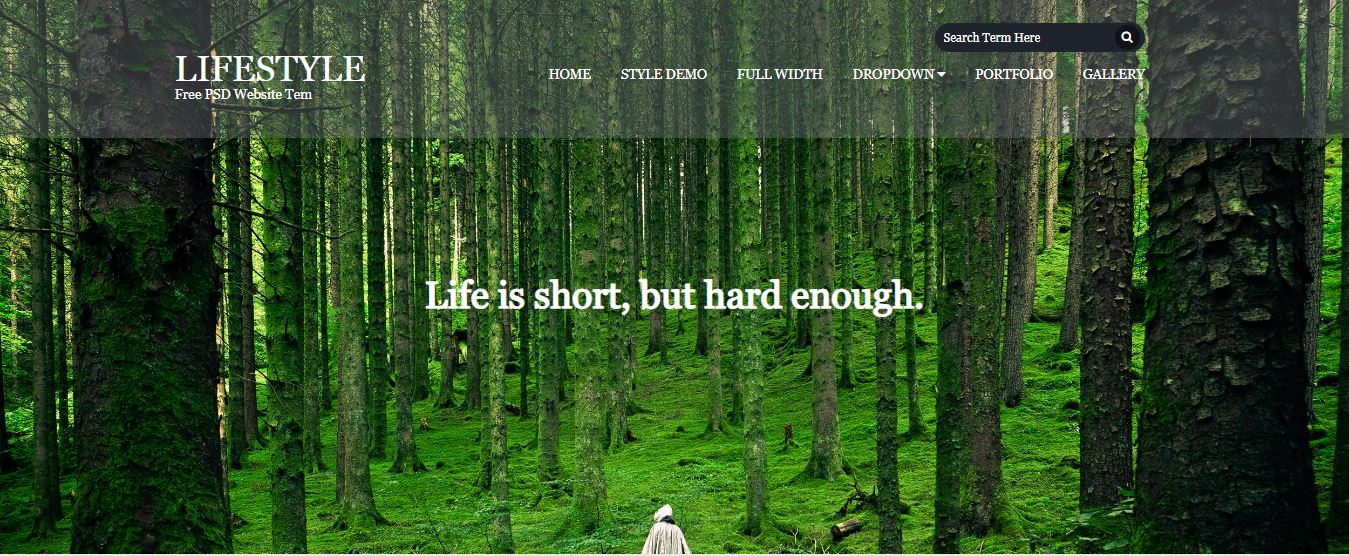 Search Term Here
LIFESTYLE
Free PSD Website Tem
HOME STYLE DEMO FULL WIDTH DROPDOWN PORTFOLIO GALLERY
Life is short, but hard enough.